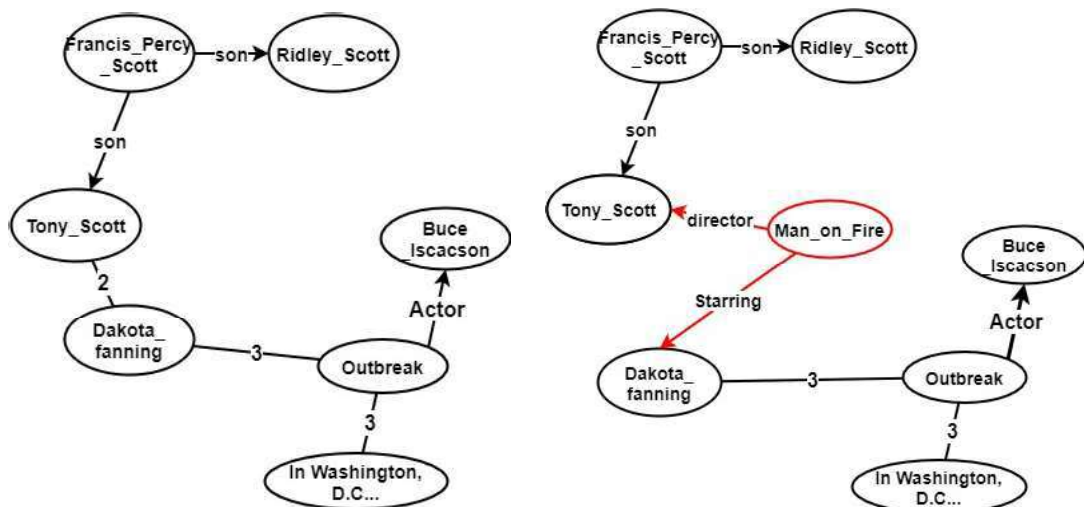 Francis_Percy
_Scott
son
Ridley_Scott
son
Tony_Scott
2
Dakota_
fanning
3
Outbreak
Actor
Buce
_Iscacson
3
In Washington,
D.C...
Francis_Percy
_Scott
son
Ridley_Scott
son
Tony_Scott
director
Man_on_Fire
Starring
Dakota_
fanning
3
Outbreak
Actor
Buce
_Iscacson
3
In Washington,
D.C...